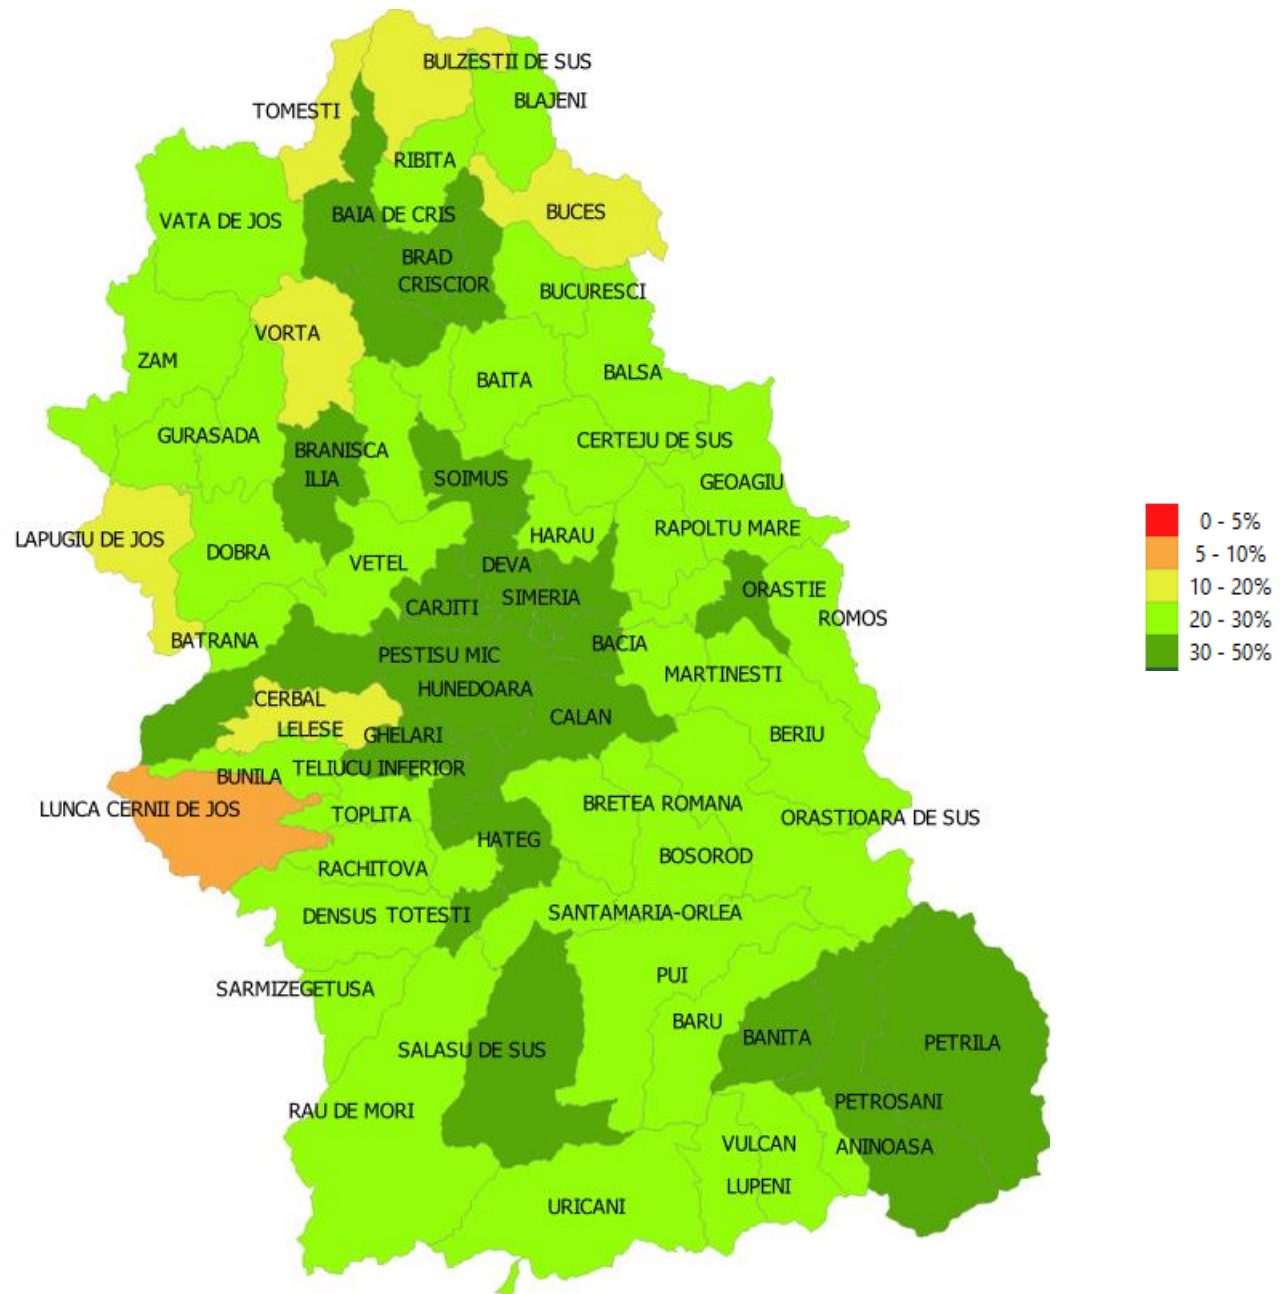 BULZESTII DE SUS
BLAJENI
TOMESTI
RIBITA
BUCES
BAIA DE CRIS
VATA DE JOS
BRAD
CRISCIOR
BUCURESCI
VORTA
ZAM
BAITA
BALSA
GURASADA
CERTEJU DE SUS
BRANISCA
ILIA
SOIMUS
GEOAGIU
RAPOLTU MARE
HARAU
LAPUGIU DE JOS
DOBRA
VETEL
DEVA
ORASTIE
SIMERIA
CARJITI
ROMOS
BATRANA
BACIA
PESTISU MIC
MARTINESTI
HUNEDOARA
CERBAL
CALAN
LELESE
GHELARI
BERIU
TELIUCU INFERIOR
BUNILA
BRETEA ROMANA
LUNCA CERNII DE JOS
TOPLITA
ORASTIOARA DE SUS
HATEG
BOSOROD
RACHITOVA
DENSUS
TOTESTI
SANTAMARIA-ORLEA
PUI
SARMIZEGETUSA
BARU
BANITA
PETRILA
SALASU DE SUS
PETROSANI
RAU DE MORI
VULCAN
ANINOASA
LUPENI
URICANI
0 - 5%
5 - 10%
10 - 20%
20 - 30%
30 - 50%